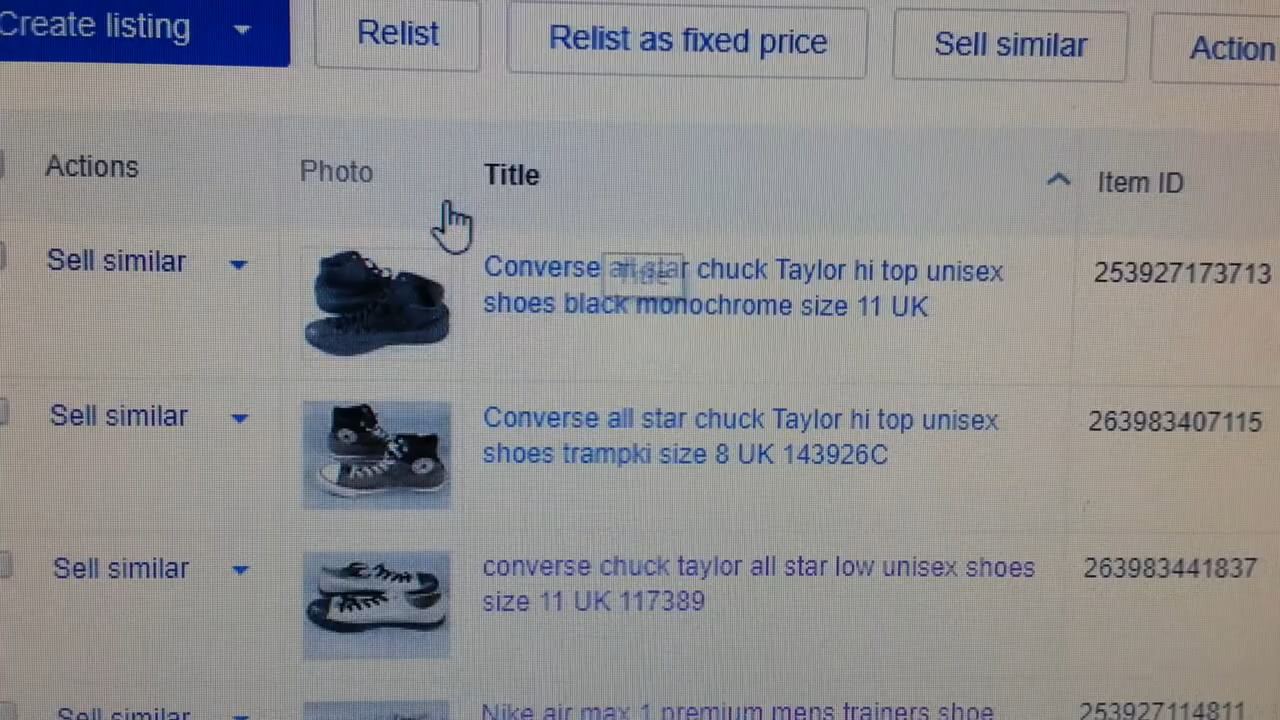 Create listing
Relist
Relist as fixed price
Sell similar
Action
Actions
Photo
Title
Item ID
Sell similar
Converse all star chuck Taylor hi top unisex
shoes black monochrome size 11 UK
253927173713
Sell similar
Converse all star chuck Taylor hi top unisex
shoes trampki size 8 UK 143926C
263983407115
Sell similar
converse chuck taylor all star low unisex shoes
size 11 UK 117389
263983441837
Sell similar
Nike air max 1 premium mens trainers shoe
253927114811